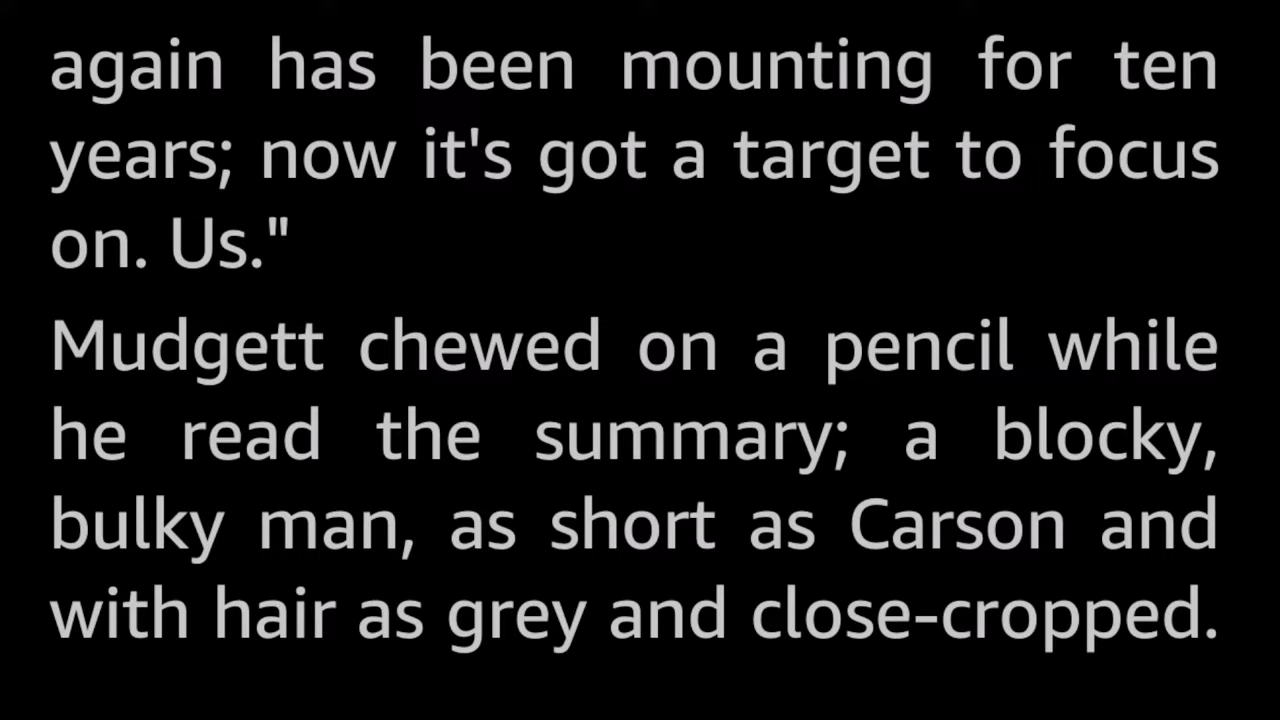 again has been mounting for ten
years; now it's got a target to focus
on. Us."
Mudgett chewed on a pencil while
he read the summary; a blocky,
bulky man, as short as Carson and
with hair as grey and close-cropped.